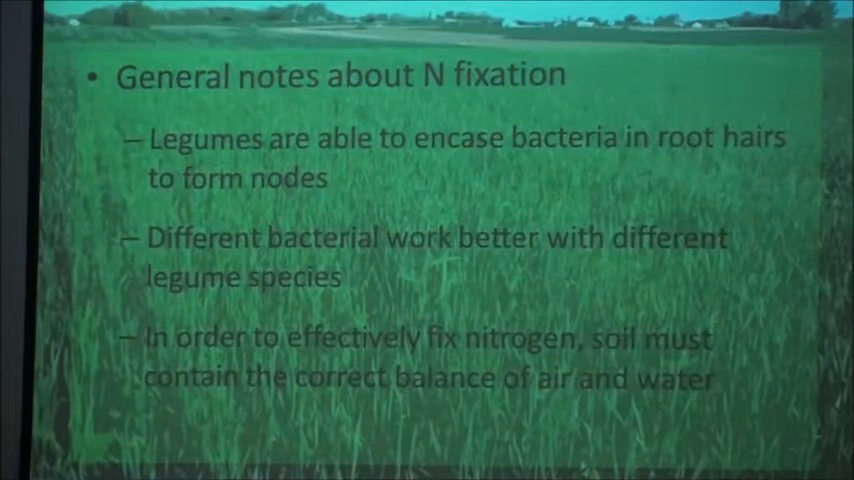 • General notes about N fixation
– Legumes are able to encase bacteria in root hairs
to form nodes
– Different bacterial work better with different
legume species
– In order to effectively fix nitrogen, soil must
contain the correct balance of air and water